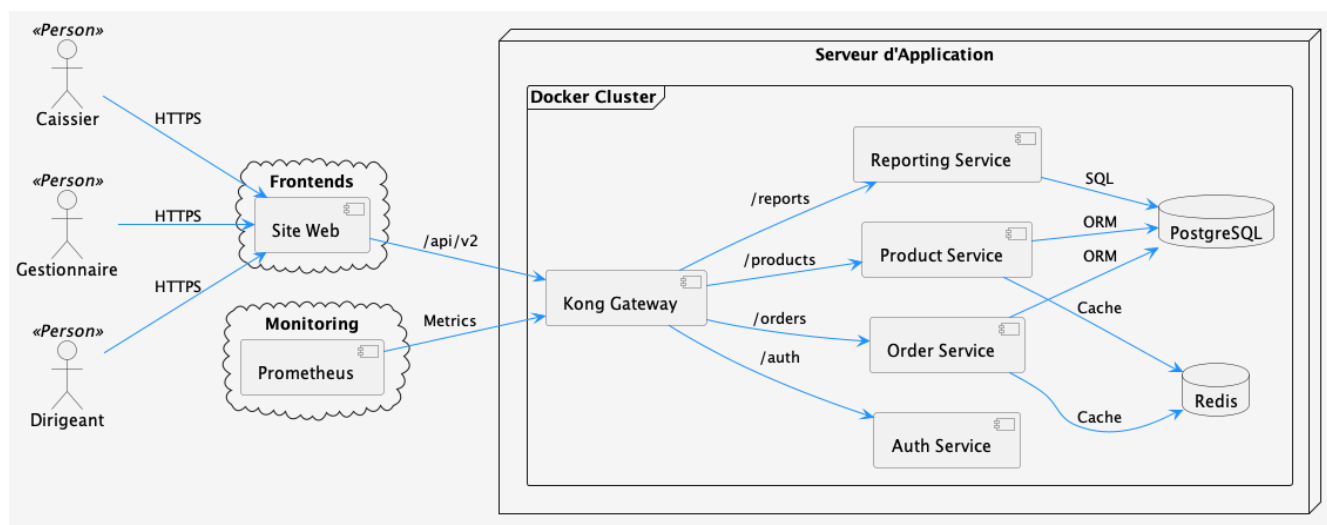 «Person»
Caissier
HTTPS
«Person»
Gestionnaire
HTTPS
«Person»
Dirigeant
HTTPS
Frontends
Site Web
/api/v2
Monitoring
Prometheus
Metrics
Serveur d'Application
Docker Cluster
Kong Gateway
/reports
/products
/orders
/auth
Reporting Service
Product Service
Order Service
Auth Service
SQL
ORM
ORM
Cache
Cache
PostgreSQL
Redis